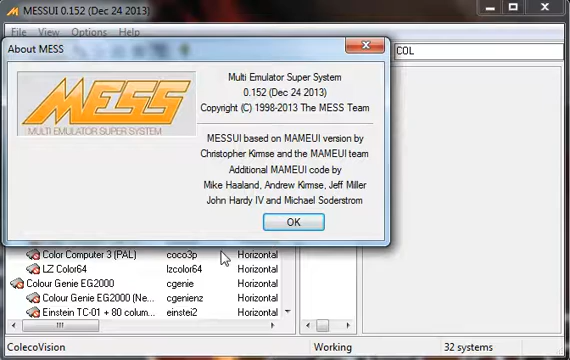 MESSUI 0.152 (Dec 24 2013)
File View Options Help
About MESS
COL
MESS
MULTI EMULATOR SUPER SYSTEM
Multi Emulator Super System
0.152 (Dec 24 2013)
Copyright (C) 1998-2013 The MESS Team
MESSUI based on MAMEUI version by
Christopher Kirmse and the MAMEUI team
Additional MAMEUI code by
Mike Haaland, Andrew Kirmse, Jeff Miller
John Hardy IV and Michael Soderstrom
OK
Color Computer 3 (PAL) coco3p Horizontal
LZ Color64 lzcolor64 Horizontal
Colour Genie EG2000 cgenie Horizontal
Colour Genie EG2000 (Ne... cgenienz Horizontal
Einstein TC-01 + 80 colum... einstei2 Horizontal
ColecoVision Working 32 systems